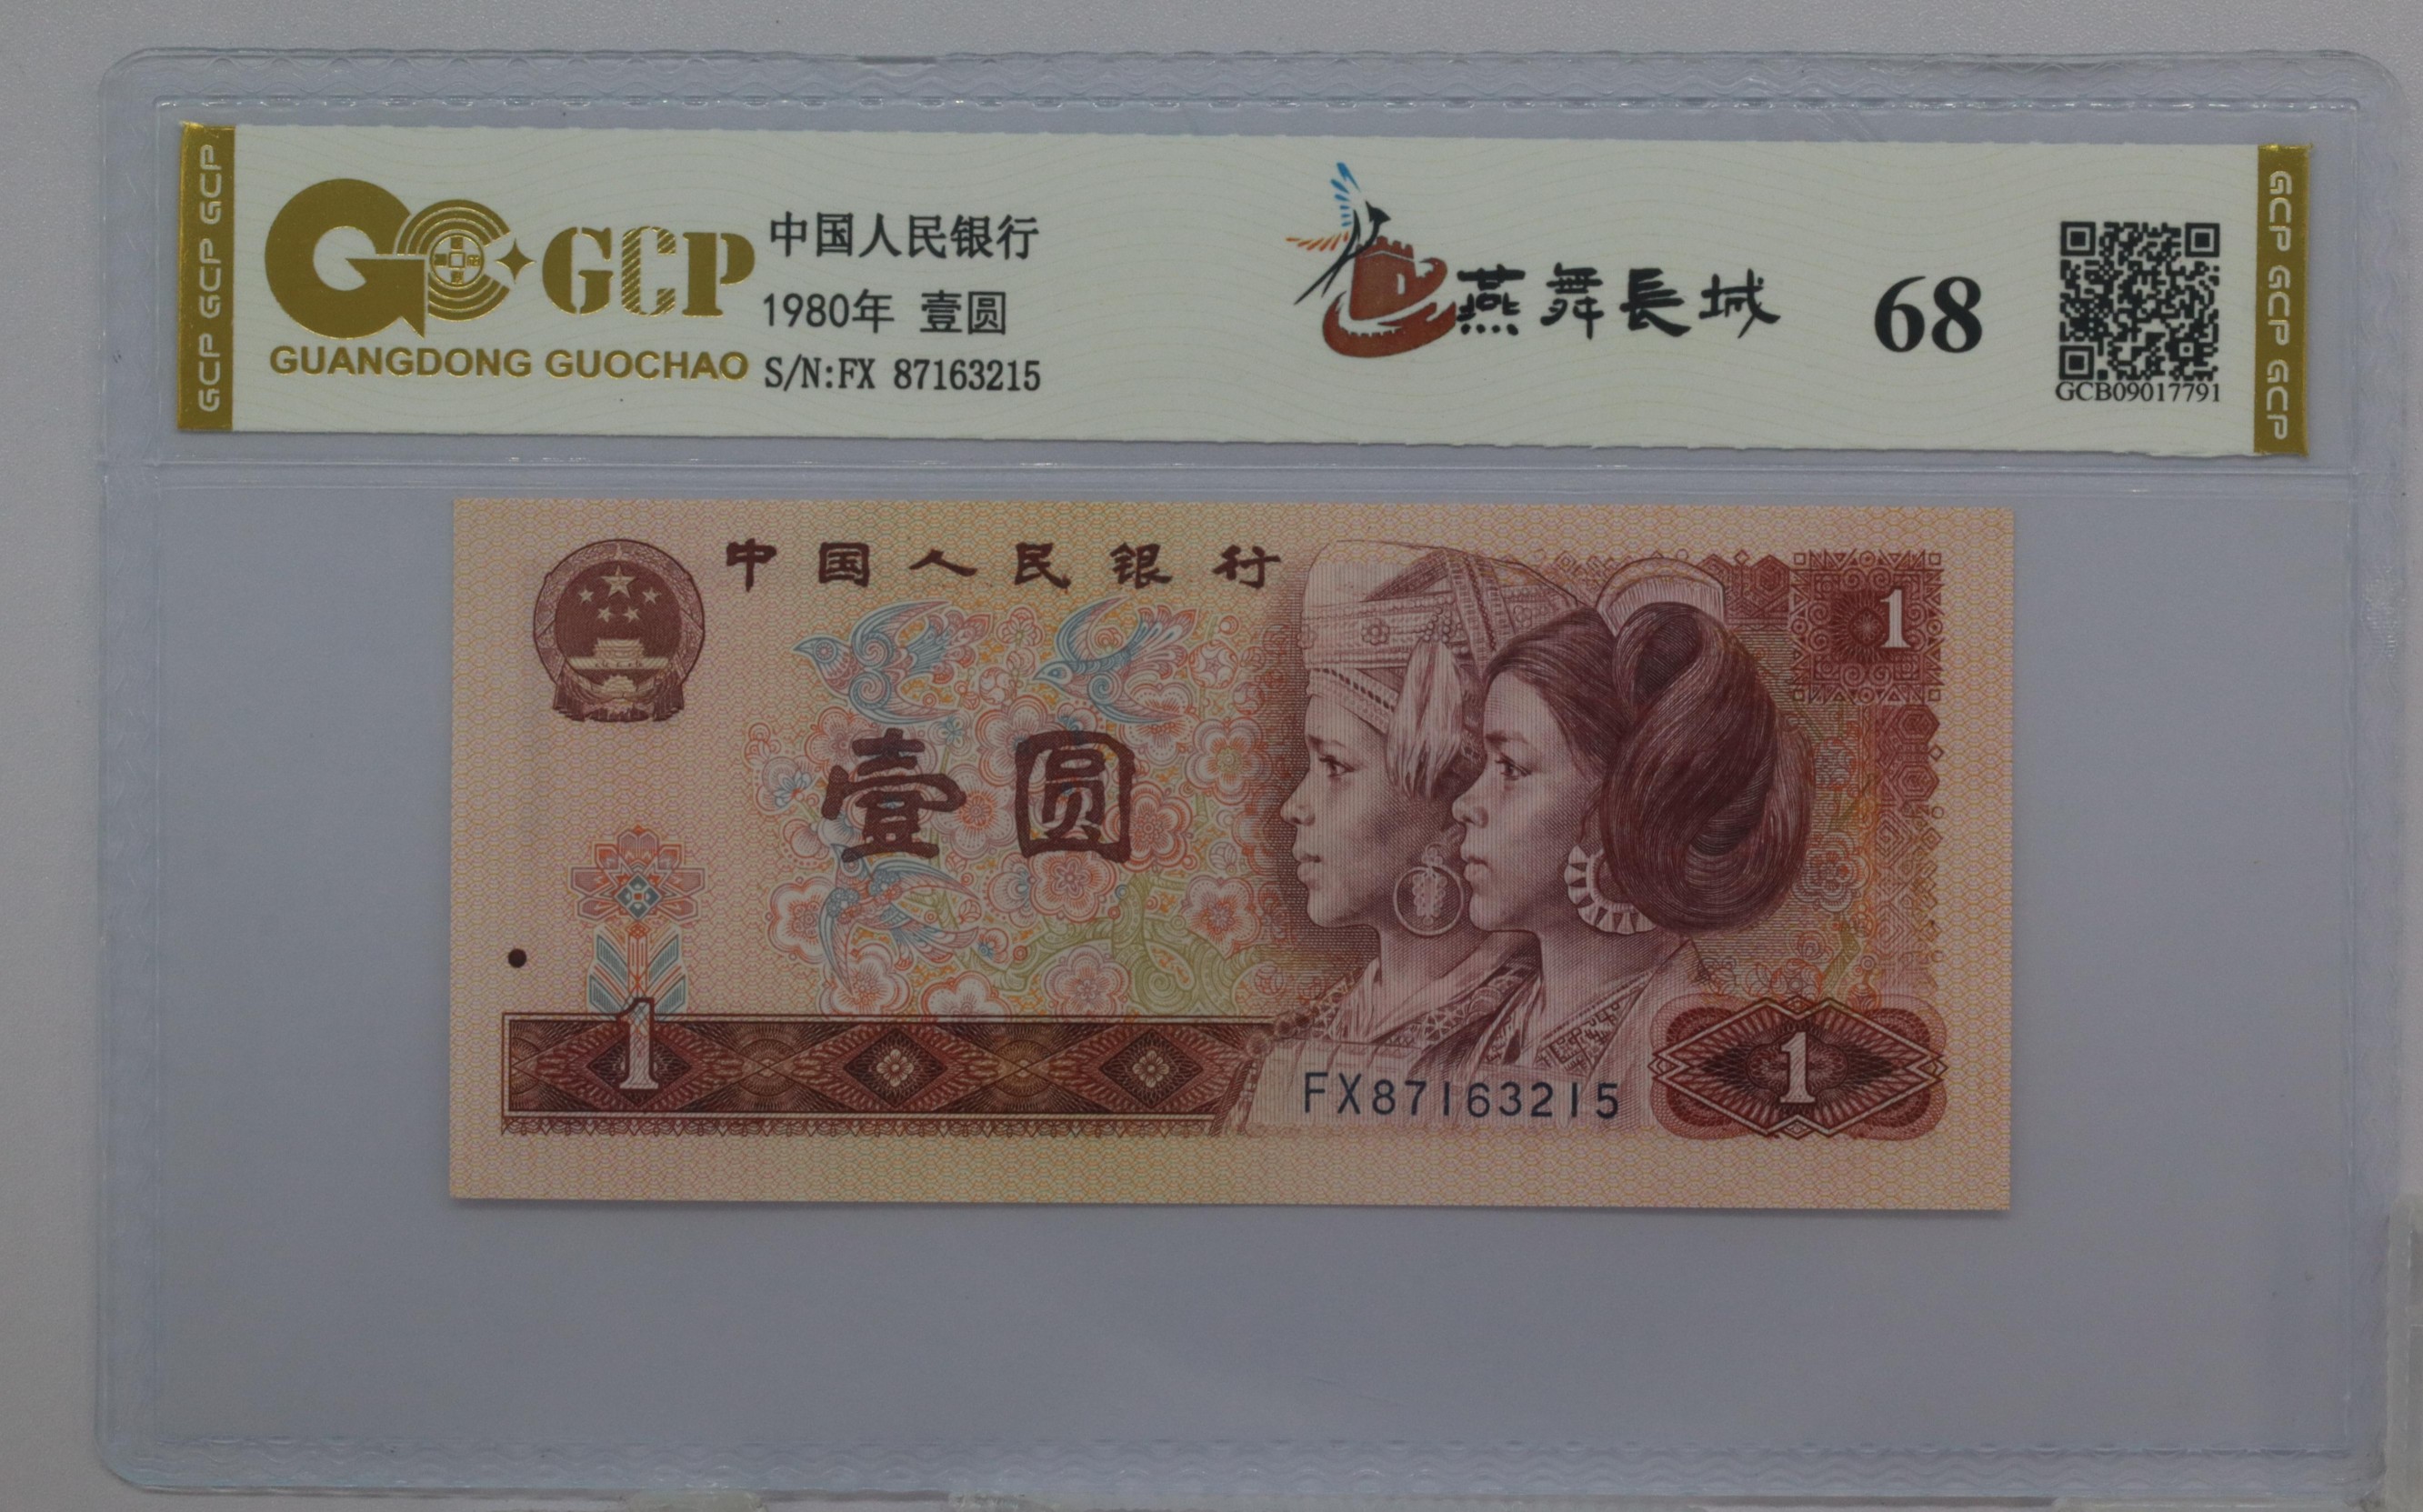 GCP GCP GCP
GCP
GUANGDONG GUOCHAO
中国人民银行
1980年 壹圆
S/N:FX 87163215
燕舞長城
68
GCB09017791
GCP GCP GCP
中国人民银行
1
壹圆
1
FX87163215
1